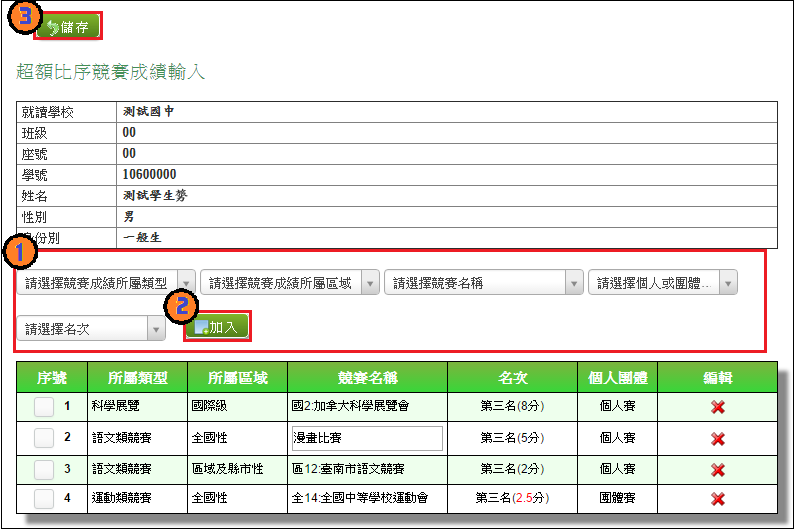 3 儲存
超額比序競賽成績輸入
就讀學校 測試國中
班級 00
座號 00
學號 10600000
姓名 測試學生勞
性別 男
份別 一般生
1
請選擇競賽成績所屬類型 請選擇競賽成績所屬區域 請選擇競賽名稱 請選擇個人或團體...
2
請選擇名次 加入
序號 所屬類型 所屬區域 競賽名稱 名次 個人團體 編輯
1 科學展覽 國際級 國2:加拿大科學展覽會 第三名(8分) 個人賽
2 語文類競賽 全國性 漫畫比賽 第三名(5分) 個人賽
3 語文類競賽 區域及縣市性 區12:臺南市語文競賽 第三名(2分) 個人賽
4 運動類競賽 全國性 全14:全國中等學校運動會 第三名(2.5分) 團體賽